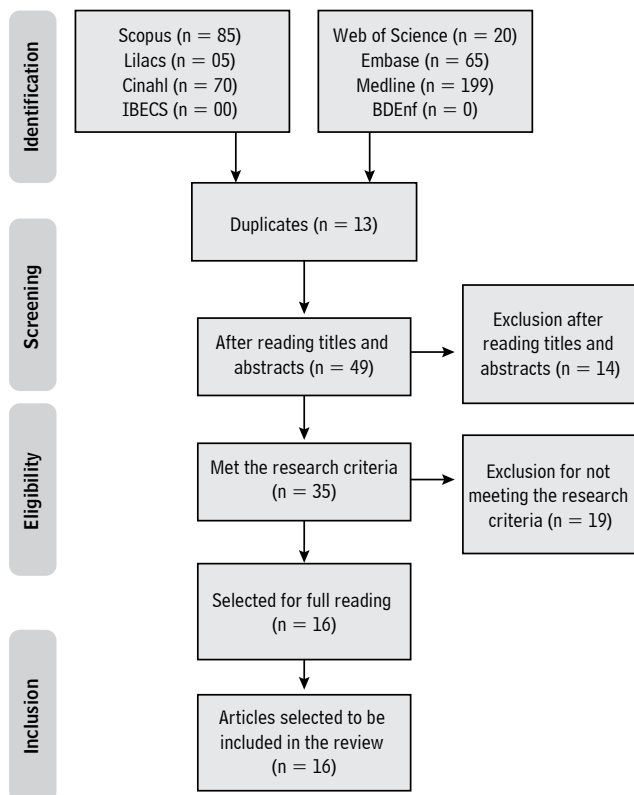 Identification
Scopus (n = 85)
Lilacs (n = 05)
Cinahl (n = 70)
IBECS (n = 00)
Web of Science (n = 20)
Embase (n = 65)
Medline (n = 199)
BDEnf (n = 0)
Duplicates (n = 13)
Screening
After reading titles and
abstracts (n = 49)
Exclusion after
reading titles and
abstracts (n = 14)
Eligibility
Met the research criteria
(n = 35)
Exclusion for not
meeting the research
criteria (n = 19)
Selected for full reading
(n = 16)
Inclusion
Articles selected to be
included in the review
(n = 16)